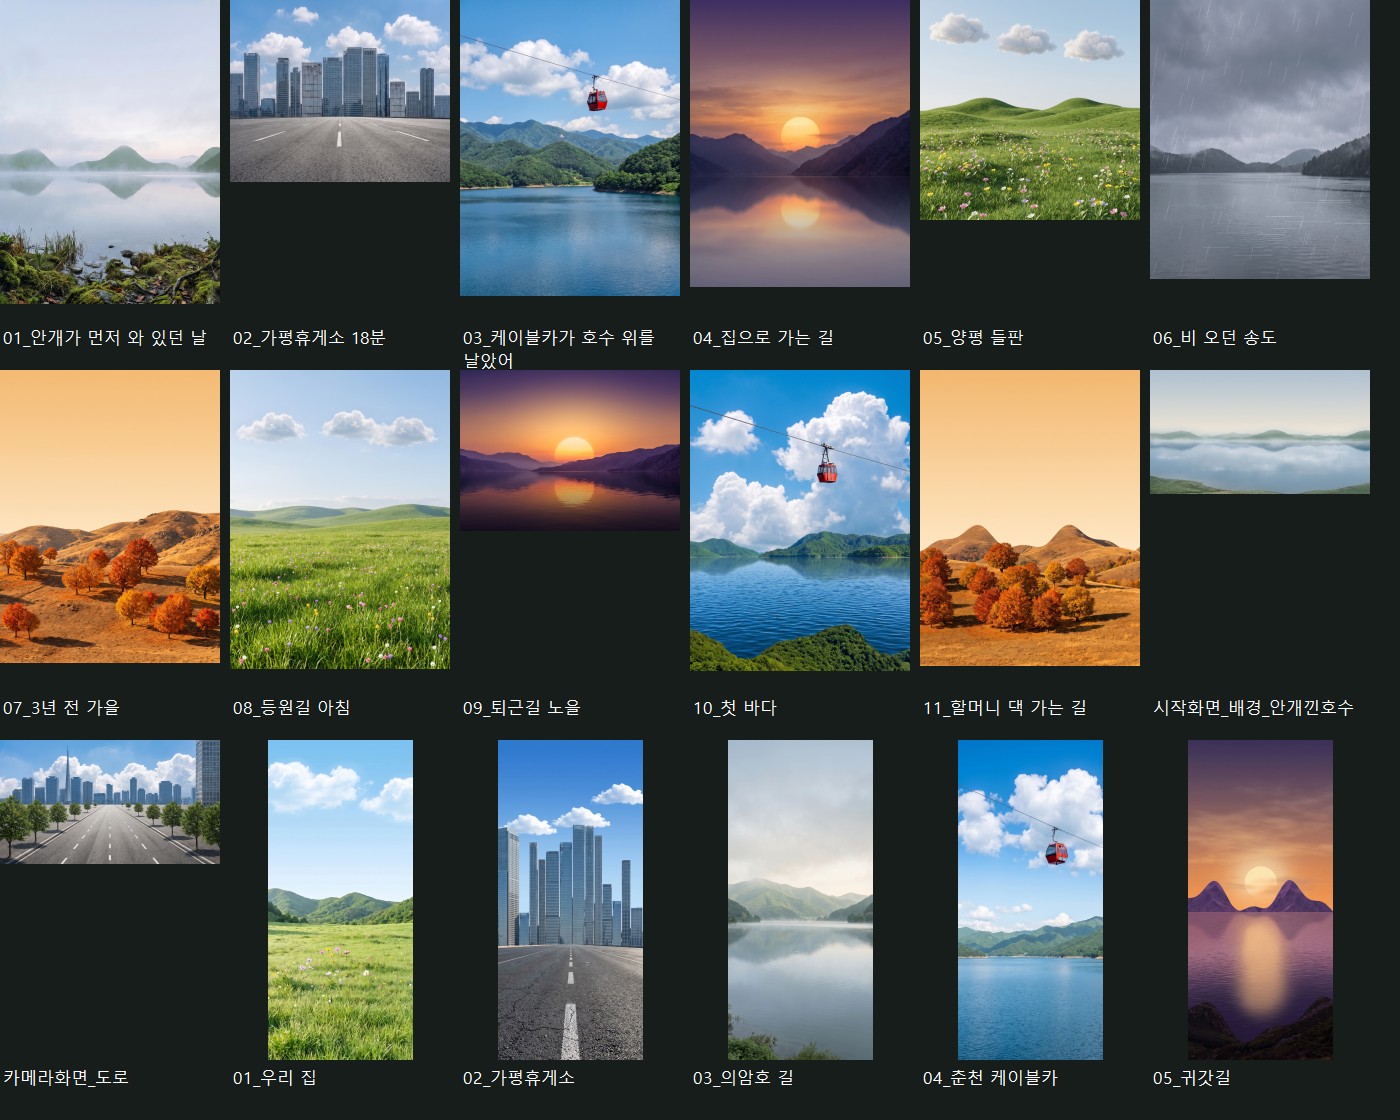 01_안개가 먼저 와 있던 날
02_가평휴게소 18분
03_케이블카가 호수 위를
날았어
04_집으로 가는 길
05_양평 들판
06_비 오던 송도
07_3년 전 가을
08_등원길 아침
09_퇴근길 노을
10_첫 바다
11_할머니 댁 가는 길
시작화면_배경_안개낀호수
카메라화면_도로
01_우리 집
02_가평휴게소
03_의암호 길
04_춘천 케이블카
05_귀갓길